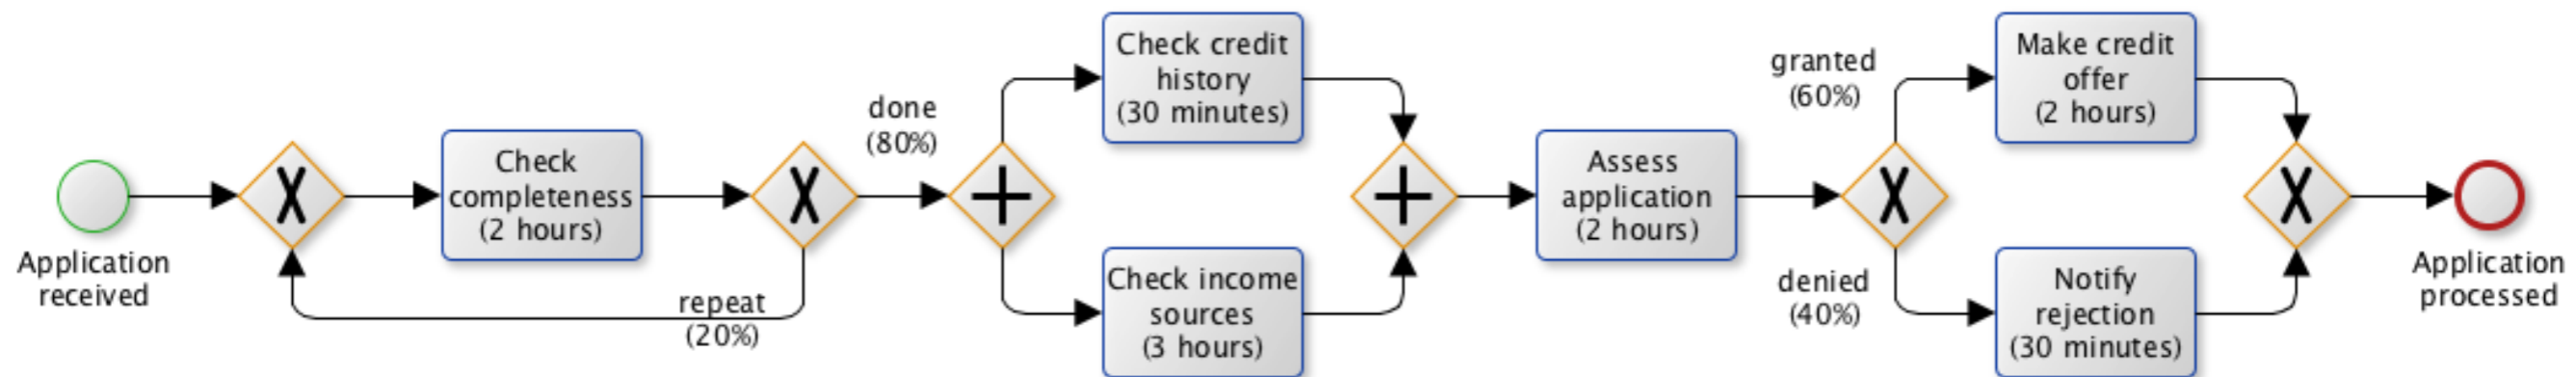 Application
received
Check
completeness
(2 hours)
repeat
(20%)
done
(80%)
Check credit
history
(30 minutes)
Check income
sources
(3 hours)
Assess
application
(2 hours)
granted
(60%)
denied
(40%)
Make credit
offer
(2 hours)
Notify
rejection
(30 minutes)
Application
processed